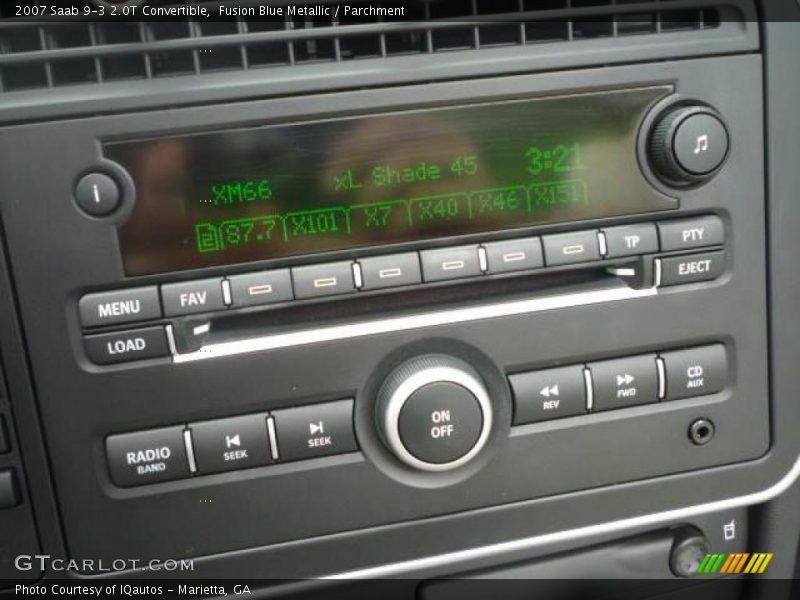 2007 Saab 9-3 2.0T Convertible, Fusion Blue Metallic / Parchment
i
XM66 xL Shade 45 3:21
2 87.7 X101 X7 X40 X46 X151
MENU FAV TP PTY
LOAD EJECT
ON
OFF
RADIO
BAND
SEEK
SEEK
REV
FWD
CD
AUX
GTCARLOT.COM
Photo Courtesy of IQautos - Marietta, GA